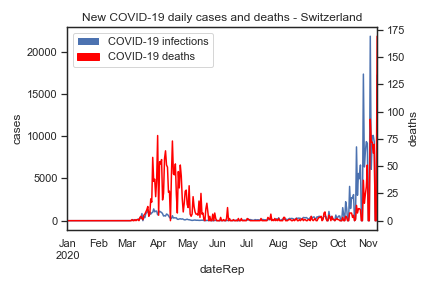 New COVID-19 daily cases and deaths - Switzerland
COVID-19 infections
COVID-19 deaths
20000
15000
10000
5000
0
cases
175
150
125
100
75
50
25
0
deaths
Jan Feb Mar Apr May Jun Jul Aug Sep Oct Nov
2020
dateRep